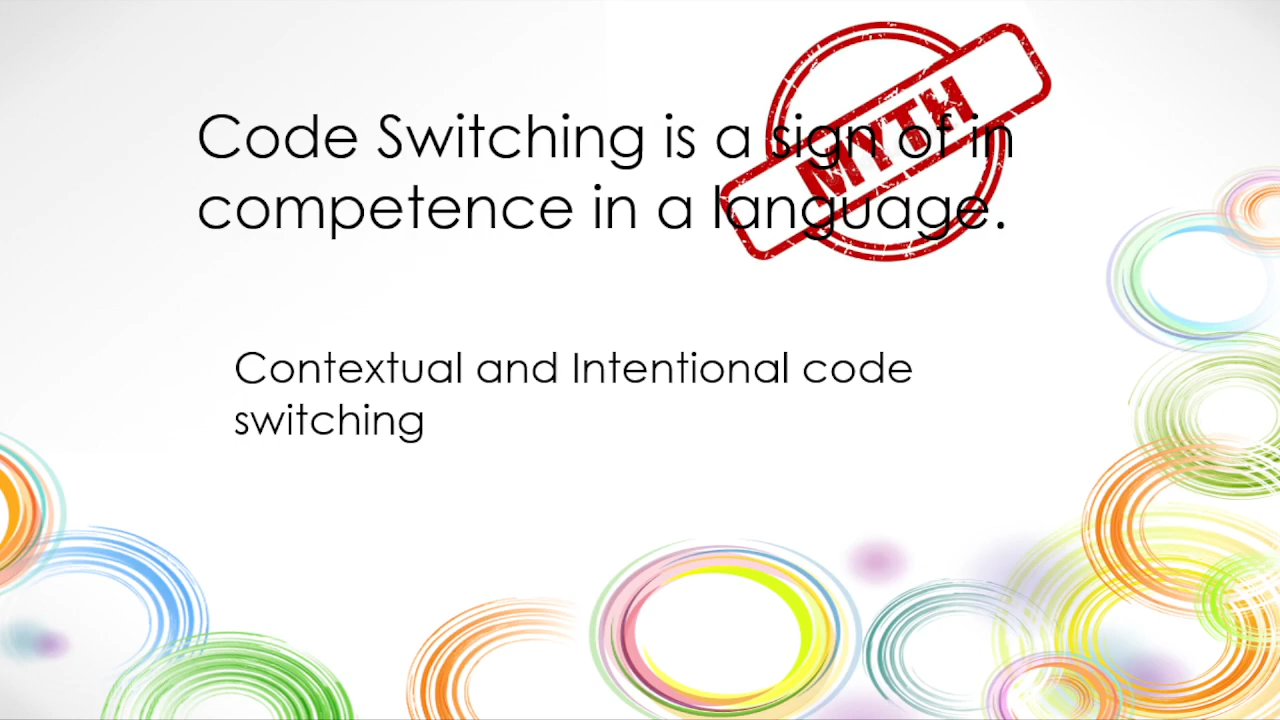 Code Switching is a sign of in
competence in a language.
MYTH
Contextual and Intentional code
switching